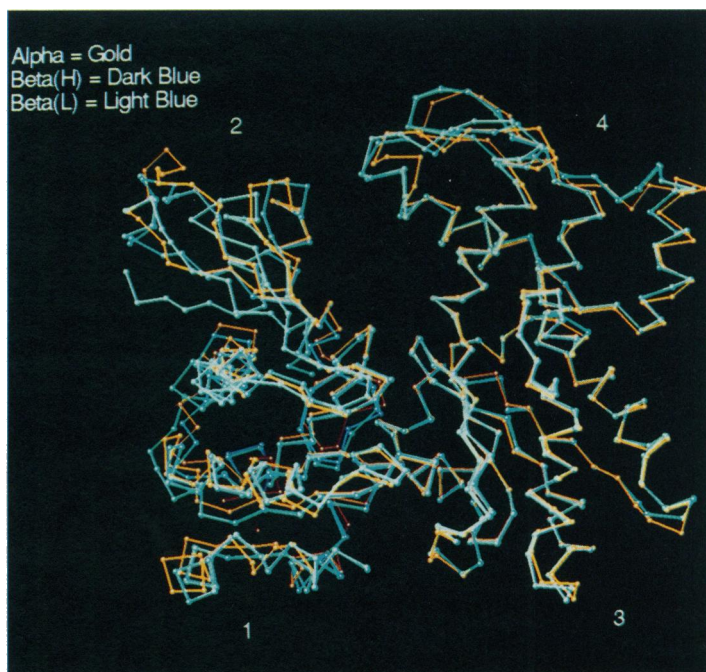 Alpha = Gold
Beta(H) = Dark Blue
Beta(L) = Light Blue
2
4
1
3